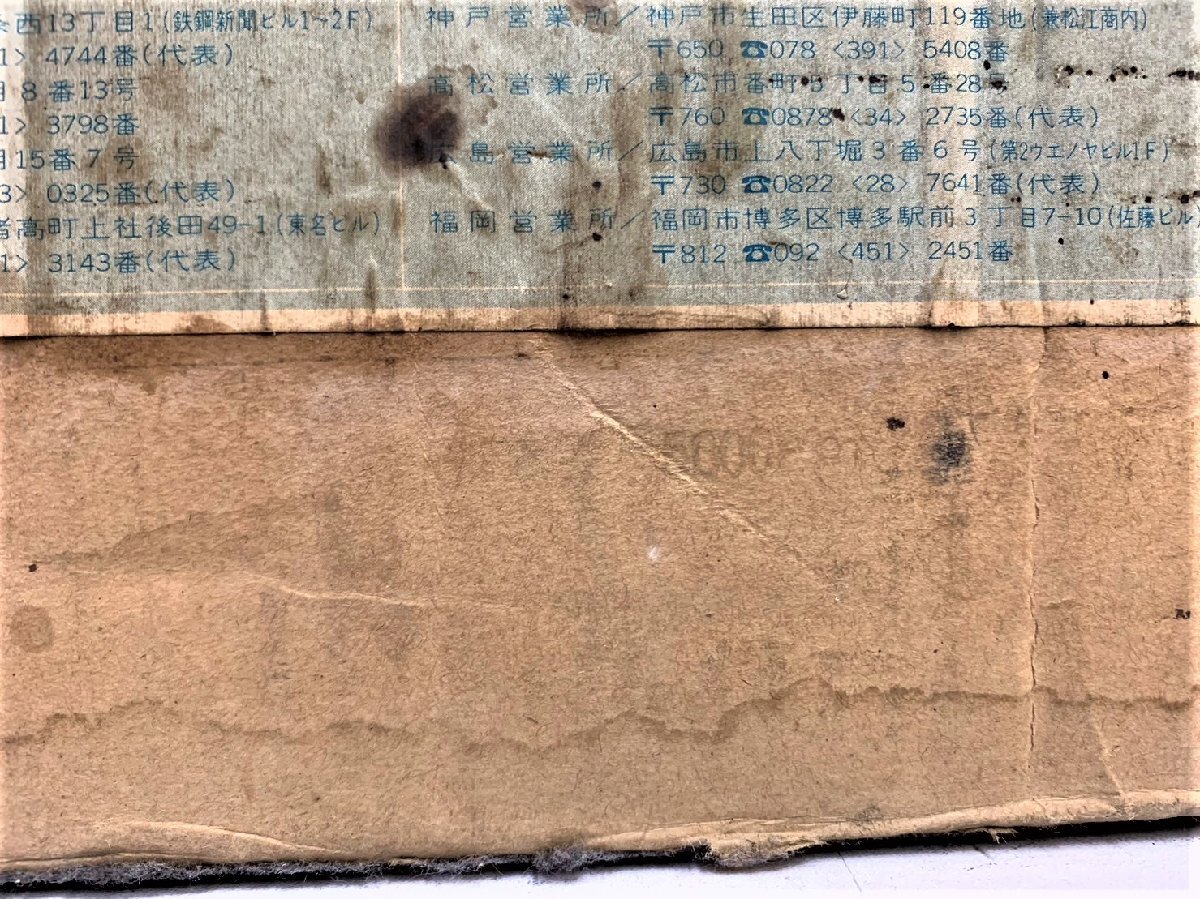 条西13丁目1(鉄鋼新聞ビル1~2F)
1> 4744番(代表)
目8番13号
1> 3798番
目15番7号
3> 0325番(代表)
者高町上社後田49-1(東名ビル)
1> 3143番(代表)
神戸営業所/神戸市生田区伊藤町119番地(兼松江商内)
〒650 ☎078 <391> 5408番
高松営業所/高松市番町5丁目5番28号
〒760 ☎0878 <34> 2735番(代表)
島営業所/広島市上八丁堀3番6号(第2ウエノヤビル1F)
〒730 ☎0822 <28> 7641番(代表)
福岡営業所/福岡市博多区博多駅前3丁目7-10(佐藤ビル
〒812 ☎092 <451> 2451番